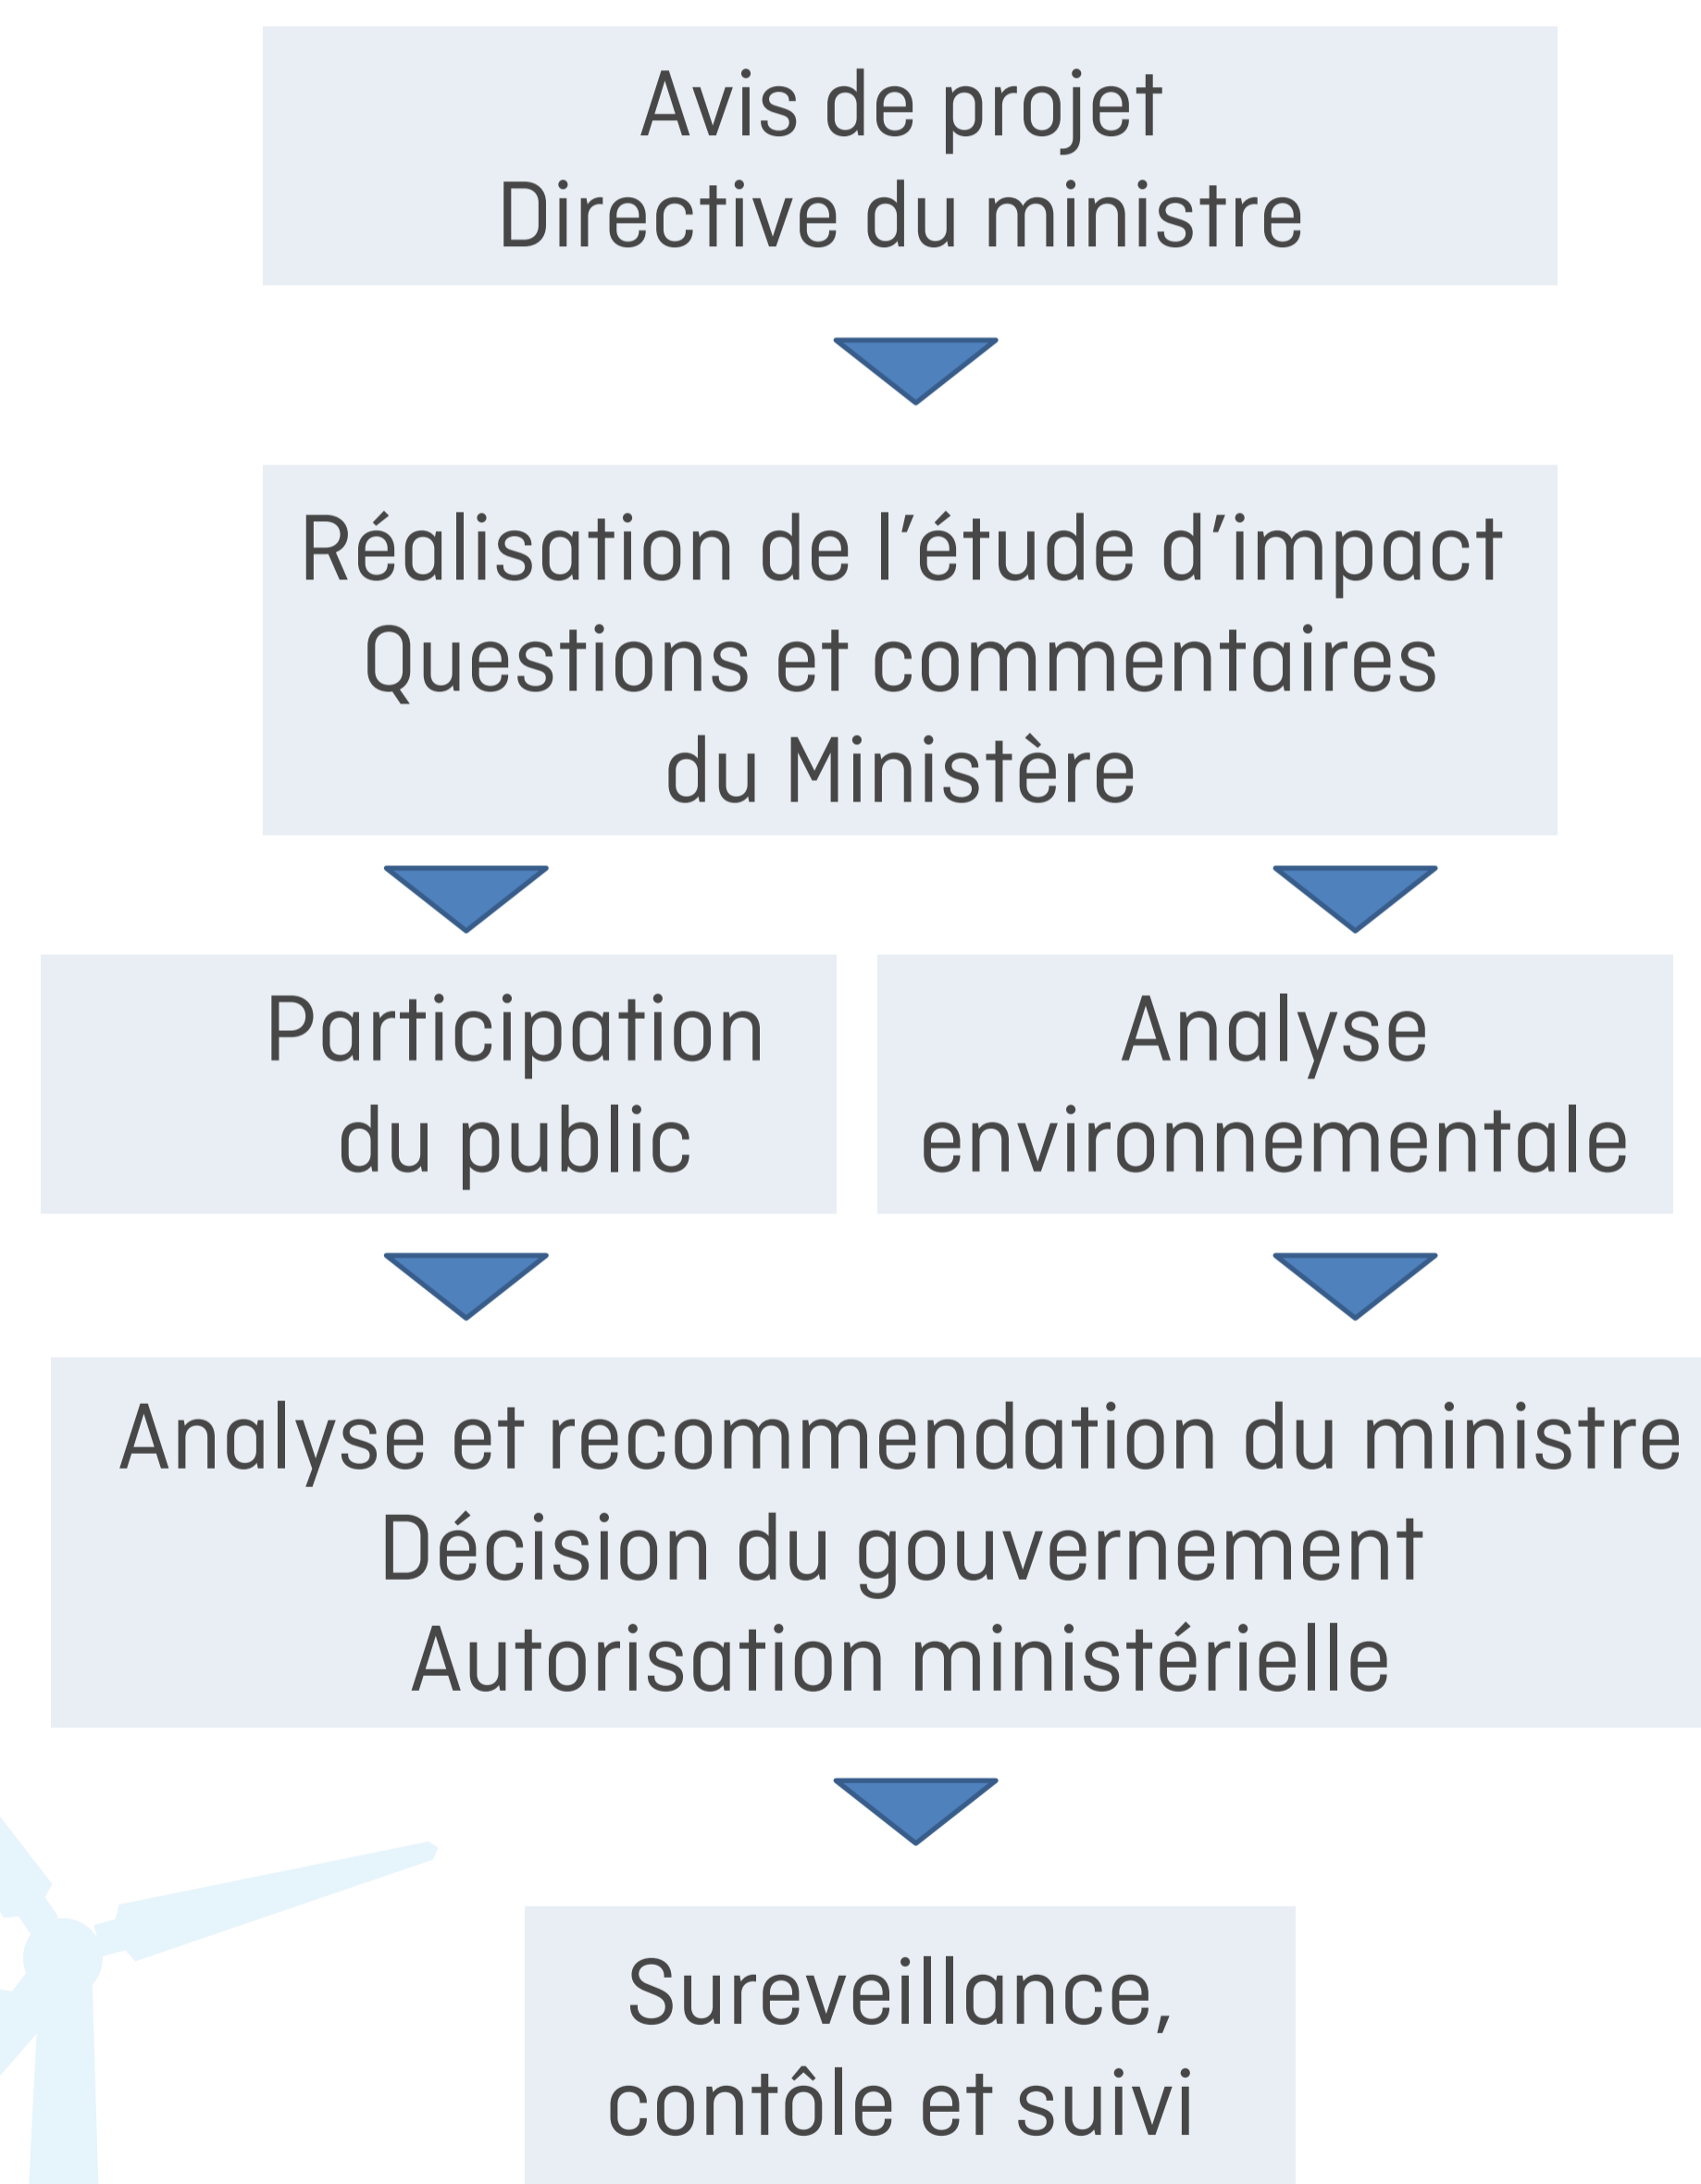 Avis de projet
Directive du ministre
Réalisation de l’étude d’impact
Questions et commentaires
du Ministère
Participation
du public
Analyse
environnementale
Analyse et recommendation du ministre
Décision du gouvernement
Autorisation ministérielle
Sureveillance,
contôle et suivi